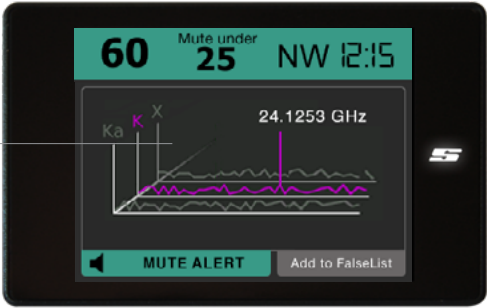 60 Mute under 25 NW 12:15
Ka K X
24.1253 GHz
MUTE ALERT Add to FalseList
S